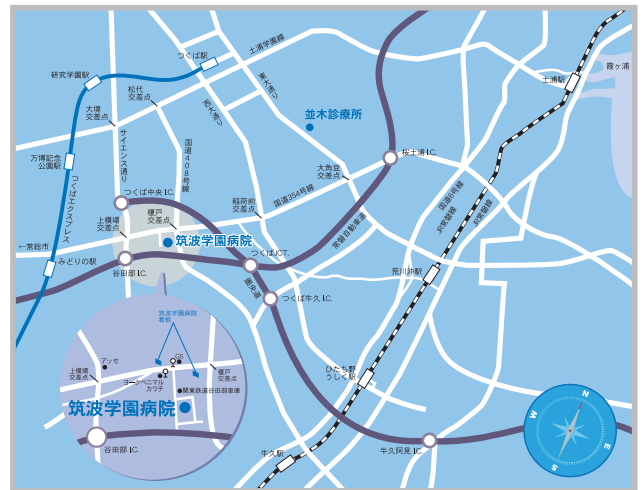 つくば駅
土浦学園線
霞ヶ浦
研究学園駅
松代
交差点
西大通り
東大通り
土浦駅
大境
交差点
並木診療所
サイエンス通り
国道408号線
万博記念
公園駅
つくばエクスプレス
大角豆
交差点
桜土浦I.C.
つくば中央I.C.
稲荷前
交差点
国道354号線
国道6号線
JR常磐線
JR常磐線
上横場
交差点
榎戸
交差点
常磐自動車道
筑波学園病院
←常総市
みどりの駅
谷田部I.C.
つくばJCT.
荒川沖駅
圏央道
つくば牛久I.C.
筑波学園病院
看板
アッセ
GS
上横場
交差点
榎戸
交差点
ヨークベニマル
カワチ
関東鉄道谷田部車庫
筑波学園病院
谷田部I.C.
ひたち野
うしく駅
牛久駅
牛久阿見I.C.
N
W
E
S